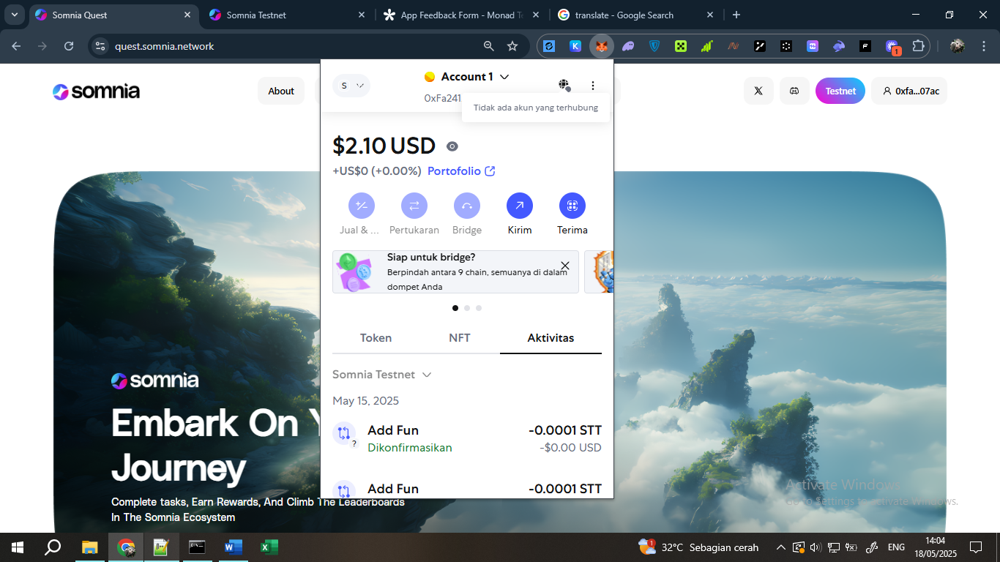 Somnia Quest
Somnia Testnet
App Feedback Form - Monad Te
translate - Google Search
quest.somnia.network
1
somnia
About
Testnet
0xfa...07ac
S
Account 1
0xFa241
Tidak ada akun yang terhubung
$2.10 USD
+US$0 (+0.00%) Portofolio
Jual & ...
Pertukaran
Bridge
Kirim
Terima
Siap untuk bridge?
Berpindah antara 9 chain, semuanya di dalam
dompet Anda
Token
NFT
Aktivitas
Somnia Testnet
May 15, 2025
Add Fun
-0.0001 STT
?
Dikonfirmasikan
-$0.00 USD
Add Fun
-0.0001 STT
somnia
Embark On Y
Journey
Complete tasks, Earn Rewards, And Climb The Leaderboards
In The Somnia Ecosystem
Activate Windows
Go to Settings to activate Windows.
1
32°C Sebagian cerah
ENG
14:04
18/05/2025